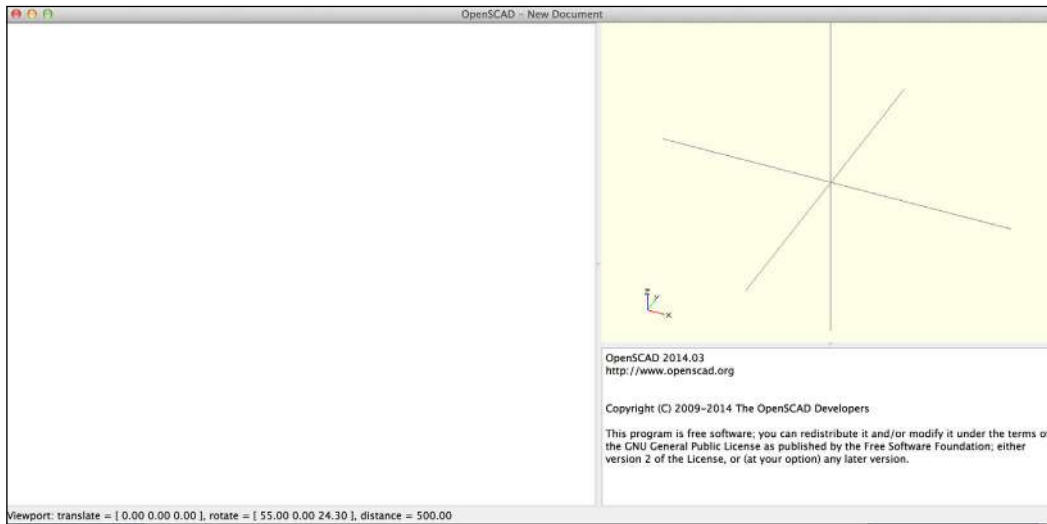 OpenSCAD - New Document
Z
Y
X
OpenSCAD 2014.03
http://www.openscad.org
Copyright (C) 2009-2014 The OpenSCAD Developers
This program is free software; you can redistribute it and/or modify it under the terms
the GNU General Public License as published by the Free Software Foundation; either
version 2 of the License, or (at your option) any later version.
Viewport: translate = [ 0.00 0.00 0.00 ], rotate = [ 55.00 0.00 24.30 ], distance = 500.00